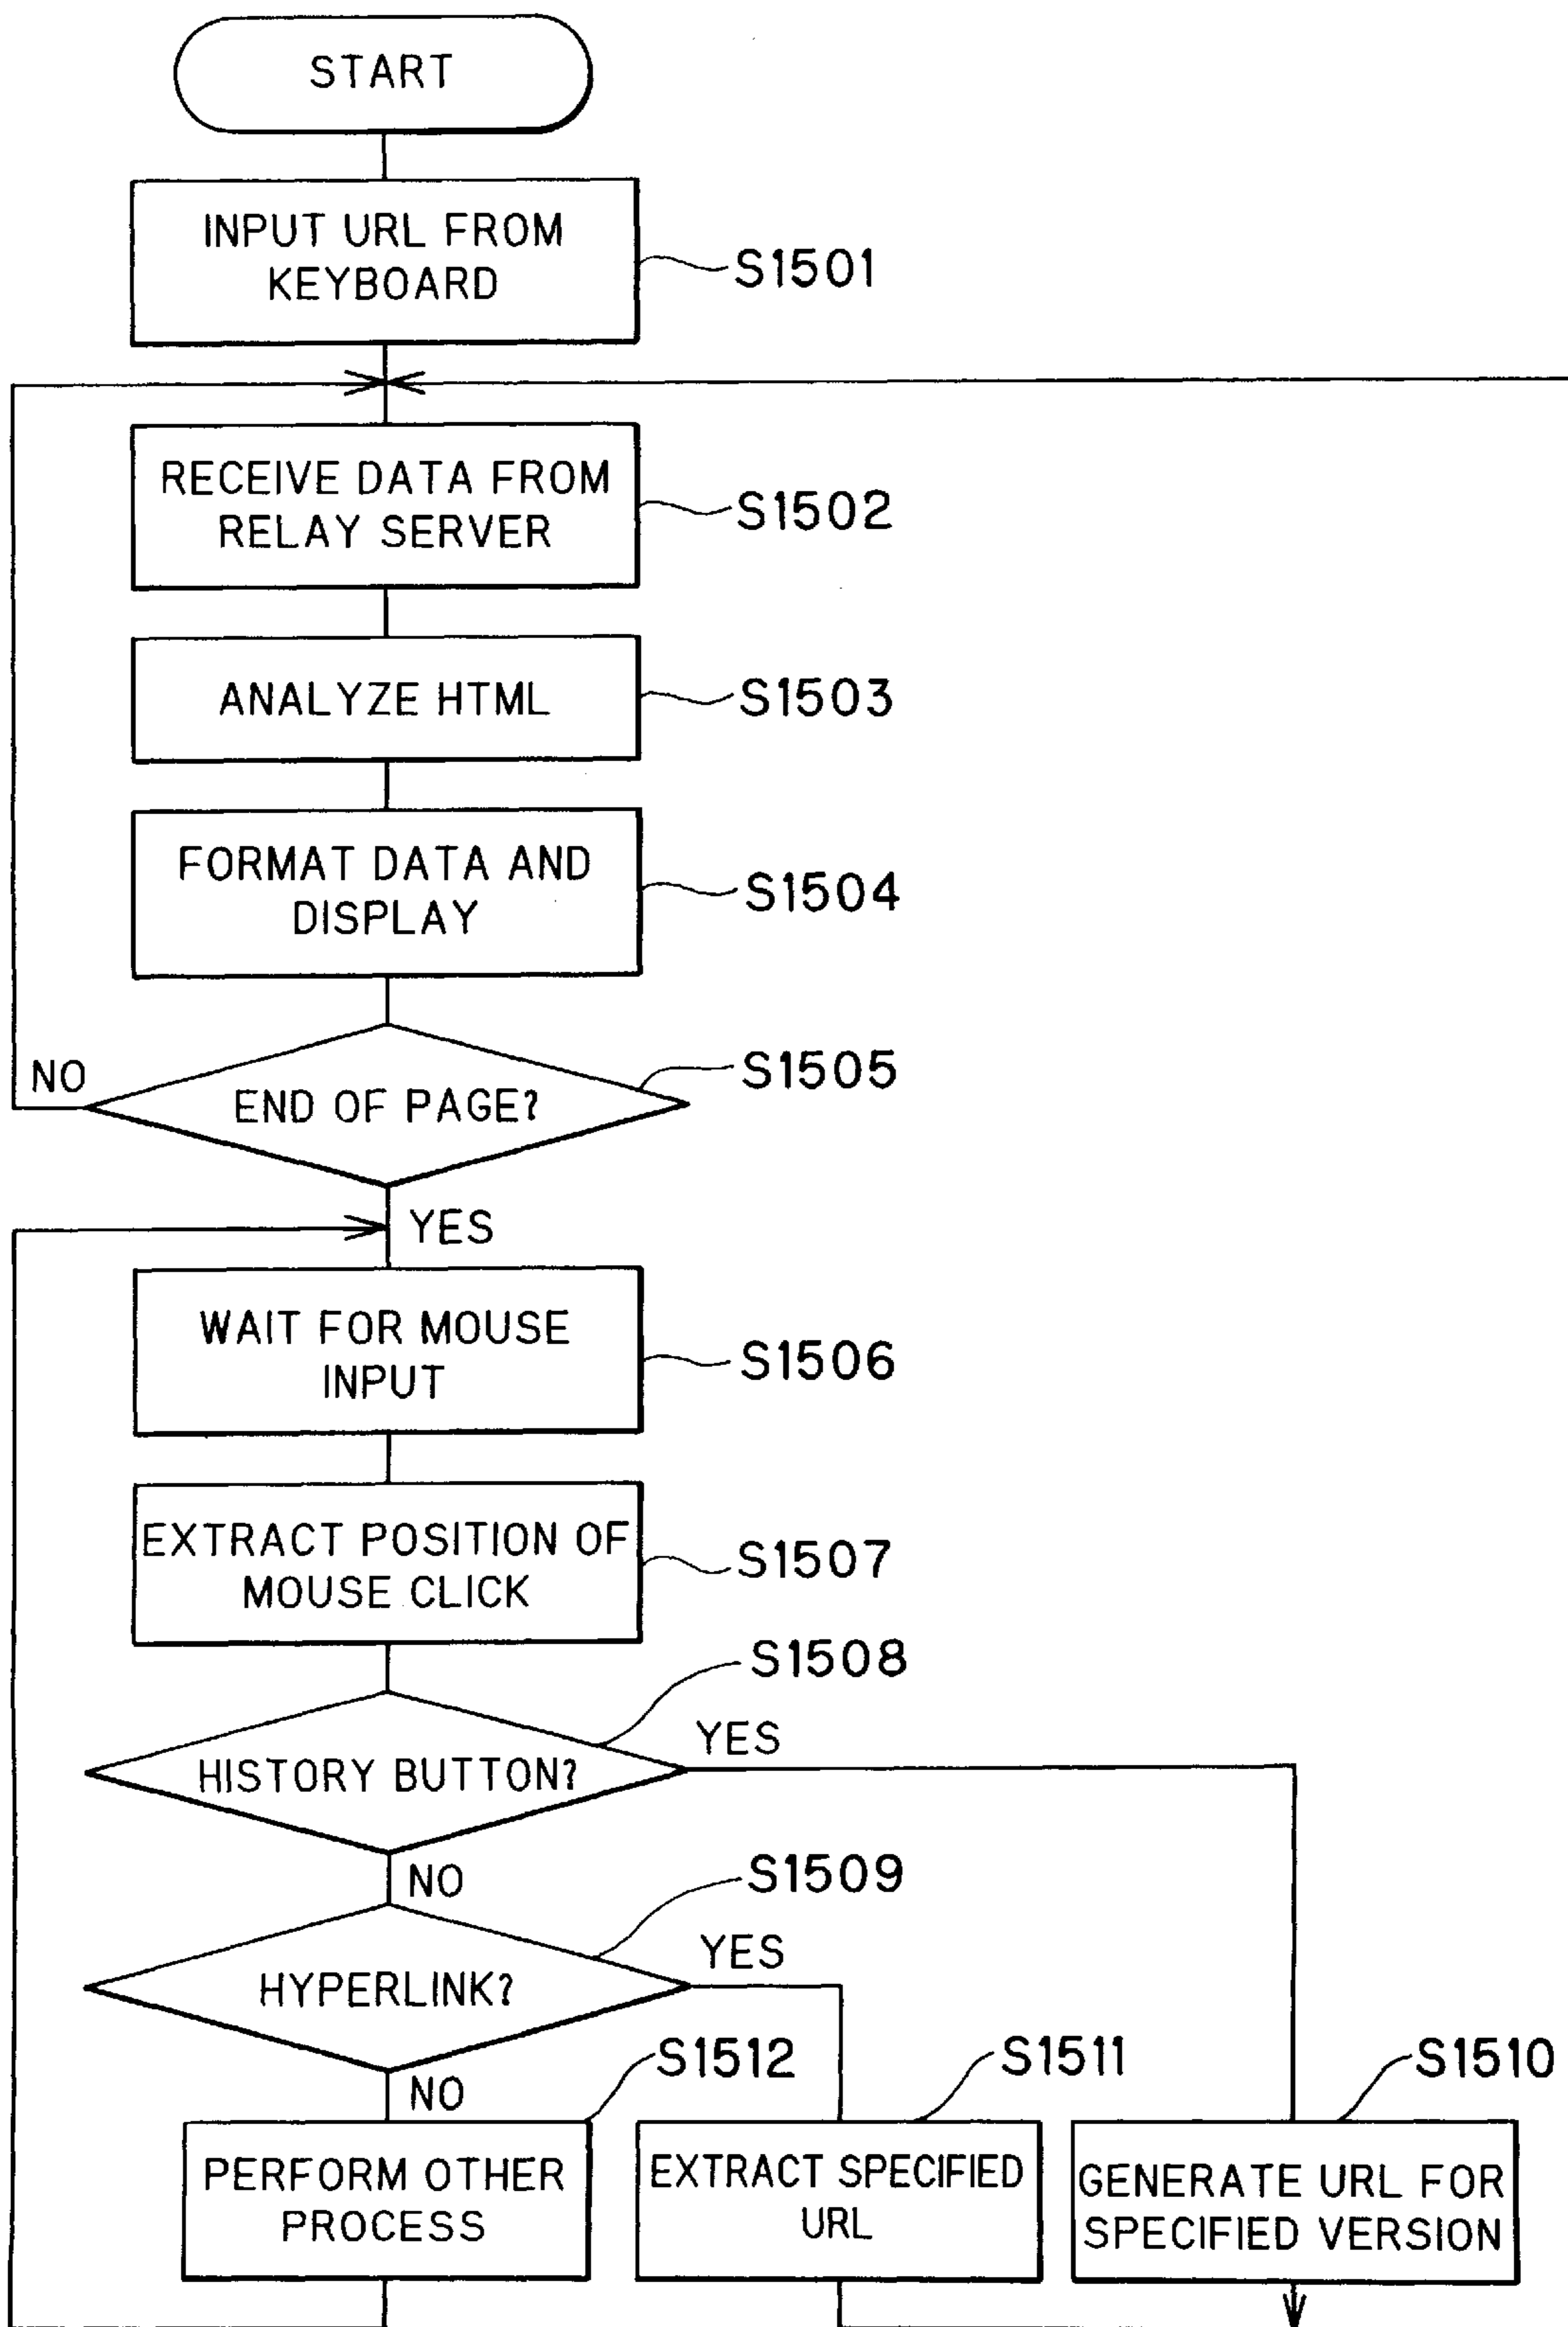 START
INPUT URL FROM
KEYBOARD
S1501
RECEIVE DATA FROM
RELAY SERVER
S1502
ANALYZE HTML
S1503
FORMAT DATA AND
DISPLAY
S1504
NO
END OF PAGE?
S1505
YES
WAIT FOR MOUSE
INPUT
S1506
EXTRACT POSITION OF
MOUSE CLICK
S1507
S1508
HISTORY BUTTON?
YES
NO
S1509
HYPERLINK?
YES
NO
S1512
PERFORM OTHER
PROCESS
S1511
EXTRACT SPECIFIED
URL
S1510
GENERATE URL FOR
SPECIFIED VERSION